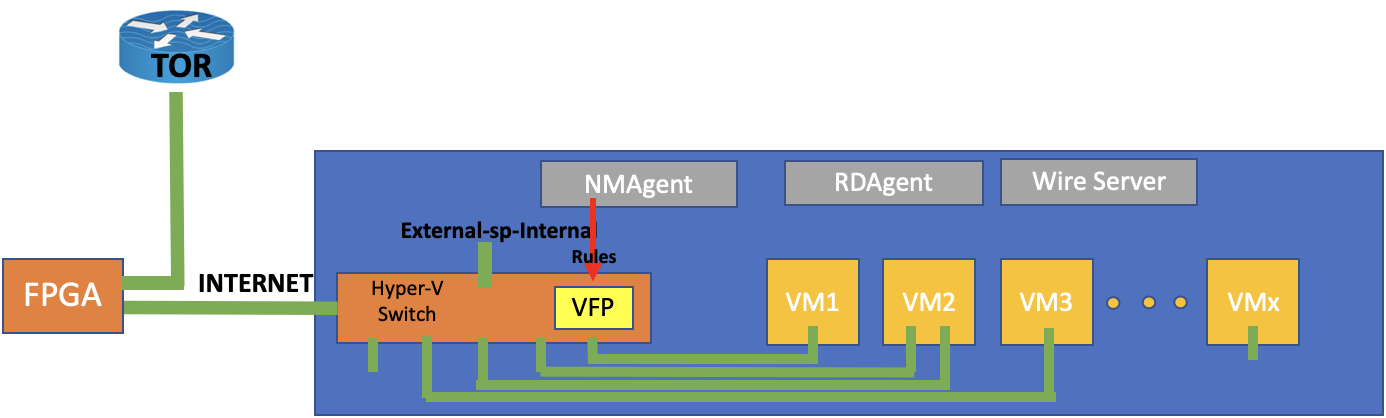 TOR
NMAgent
RDAgent
Wire Server
External-sp-Internal
Rules
INTERNET
FPGA
Hyper-V
Switch
VFP
VM1
VM2
VM3
VMx